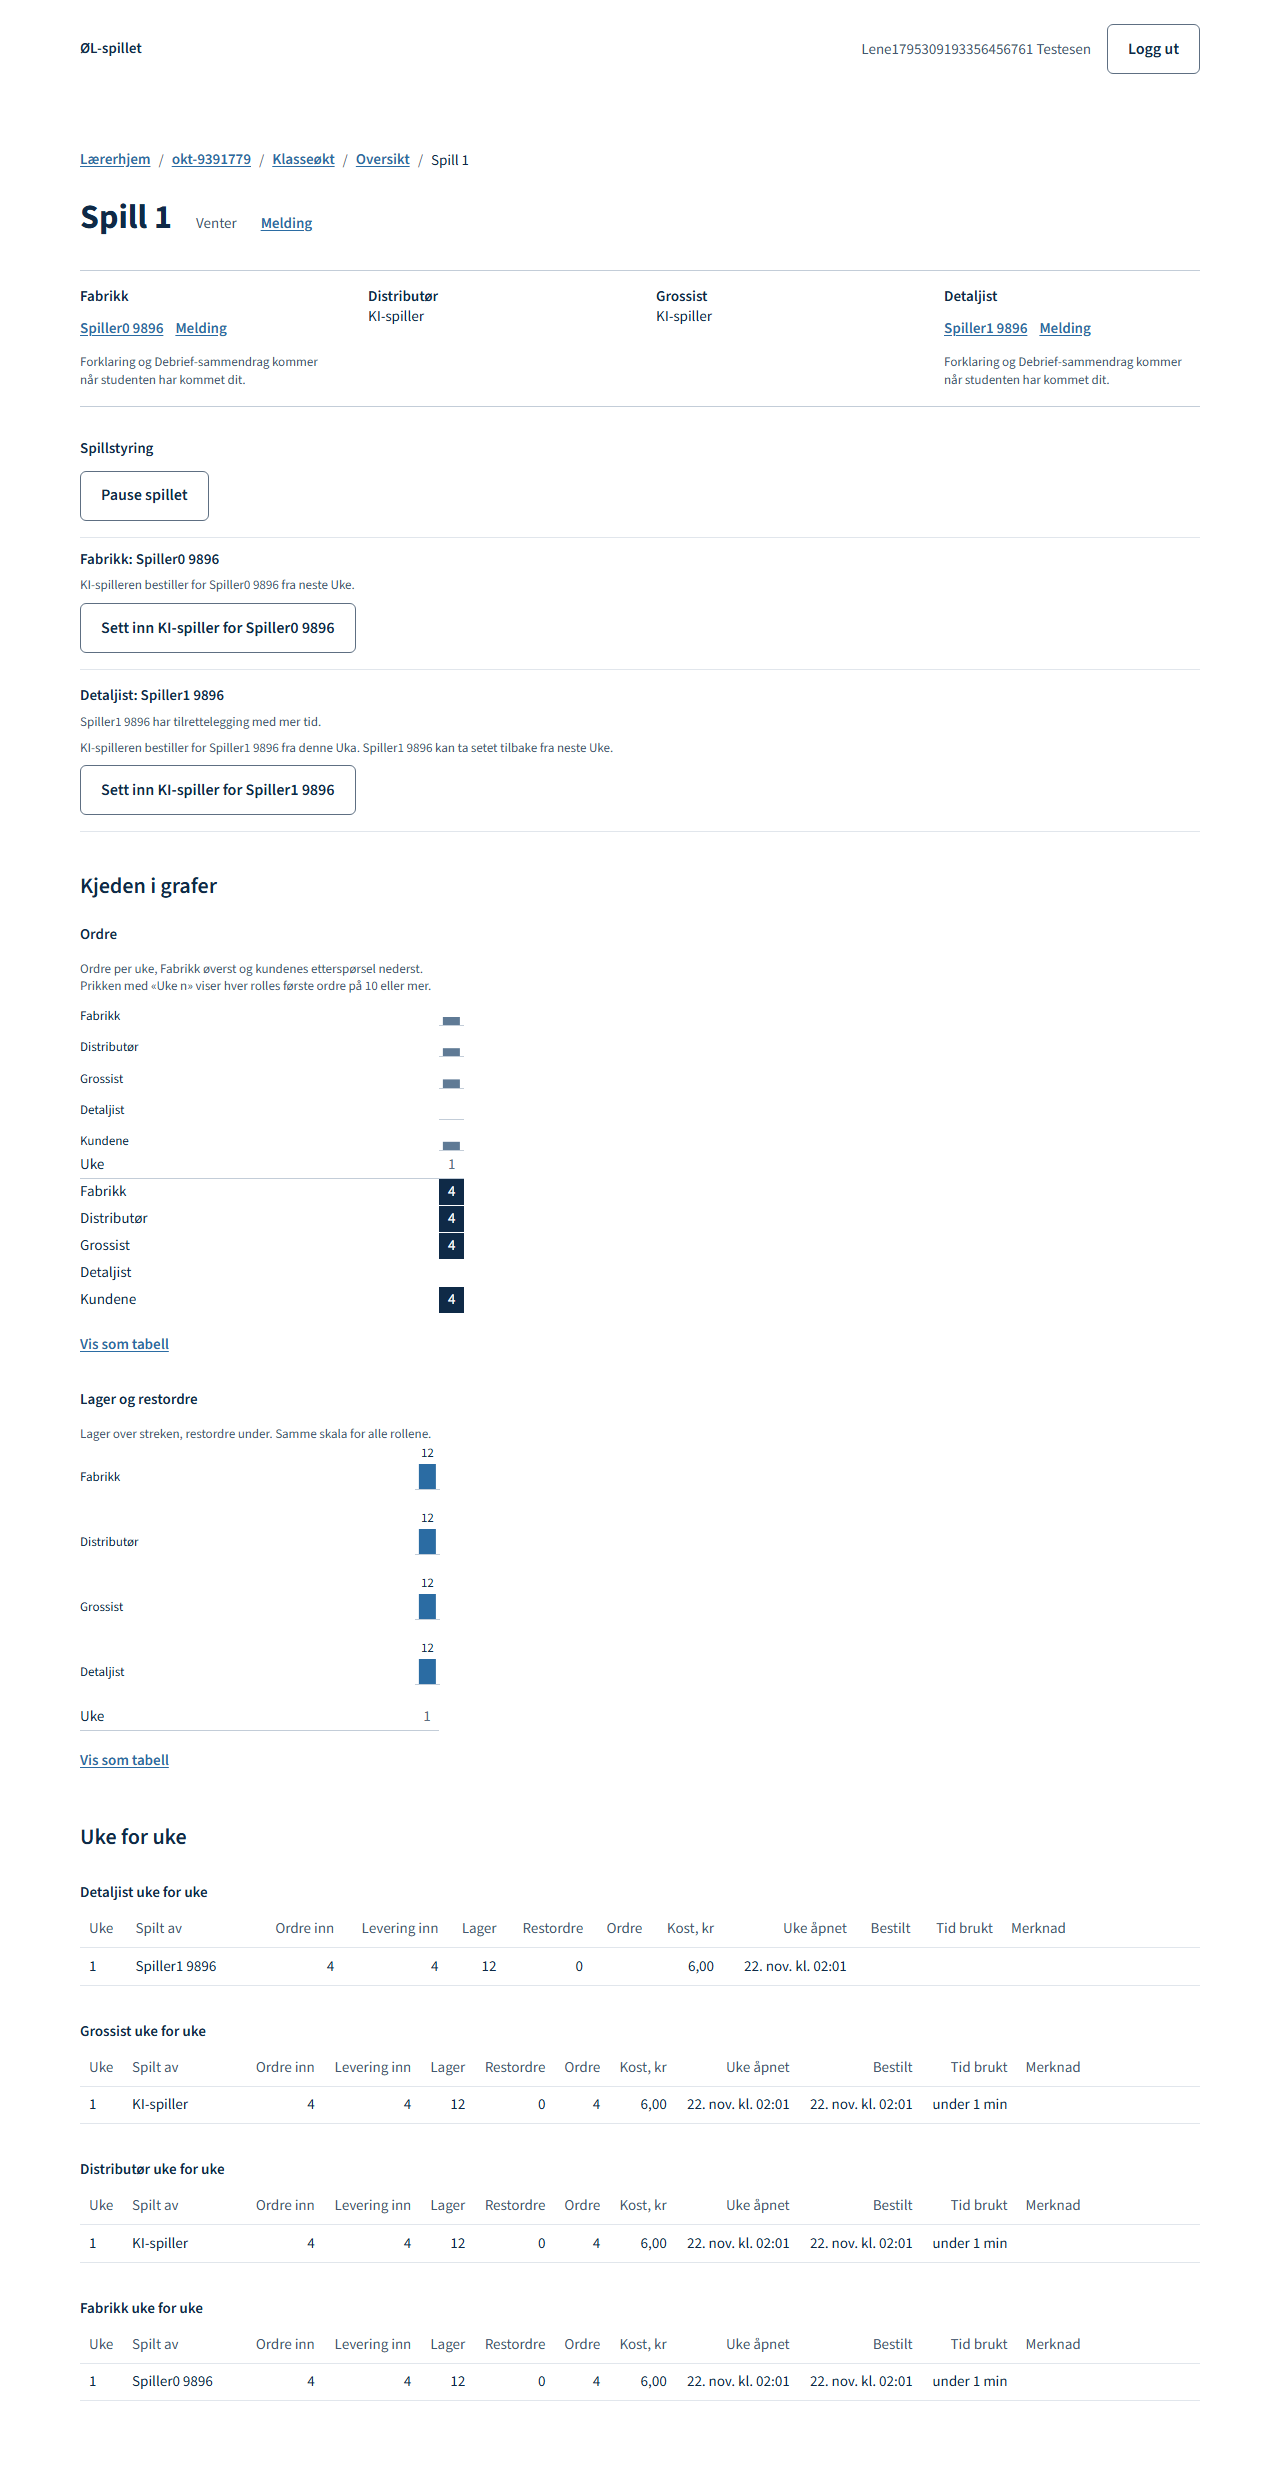 ØL-spillet
Lene1795309193356456761 Testesen
Logg ut
Lærerhjem / okt-9391779 / Klasseøkt / Oversikt / Spill 1
Spill 1 Venter Melding
Fabrikk
Spiller0 9896 Melding
Forklaring og Debrief-sammendrag kommer
når studenten har kommet dit.
Distributør
KI-spiller
Grossist
KI-spiller
Detaljist
Spiller1 9896 Melding
Forklaring og Debrief-sammendrag kommer
når studenten har kommet dit.
Spillstyring
Pause spillet
Fabrikk: Spiller0 9896
KI-spilleren bestiller for Spiller0 9896 fra neste Uke.
Sett inn KI-spiller for Spiller0 9896
Detaljist: Spiller1 9896
Spiller1 9896 har tilrettelegging med mer tid.
KI-spilleren bestiller for Spiller1 9896 fra denne Uka. Spiller1 9896 kan ta setet tilbake fra neste Uke.
Sett inn KI-spiller for Spiller1 9896
Kjeden i grafer
Ordre
Ordre per uke, Fabrikk øverst og kundenes etterspørsel nederst.
Prikken med «Uke n» viser hver rolles første ordre på 10 eller mer.
Fabrikk
Distributør
Grossist
Detaljist
Kundene
Uke 1
Fabrikk 4
Distributør 4
Grossist 4
Detaljist
Kundene 4
Vis som tabell
Lager og restordre
Lager over streken, restordre under. Samme skala for alle rollene.
12
Fabrikk
12
Distributør
12
Grossist
12
Detaljist
Uke 1
Vis som tabell
Uke for uke
Detaljist uke for uke
Uke Spilt av Ordre inn Levering inn Lager Restordre Ordre Kost, kr Uke åpnet Bestilt Tid brukt Merknad
1 Spiller1 9896 4 4 12 0 6,00 22. nov. kl. 02:01
Grossist uke for uke
Uke Spilt av Ordre inn Levering inn Lager Restordre Ordre Kost, kr Uke åpnet Bestilt Tid brukt Merknad
1 KI-spiller 4 4 12 0 4 6,00 22. nov. kl. 02:01 22. nov. kl. 02:01 under 1 min
Distributør uke for uke
Uke Spilt av Ordre inn Levering inn Lager Restordre Ordre Kost, kr Uke åpnet Bestilt Tid brukt Merknad
1 KI-spiller 4 4 12 0 4 6,00 22. nov. kl. 02:01 22. nov. kl. 02:01 under 1 min
Fabrikk uke for uke
Uke Spilt av Ordre inn Levering inn Lager Restordre Ordre Kost, kr Uke åpnet Bestilt Tid brukt Merknad
1 Spiller0 9896 4 4 12 0 4 6,00 22. nov. kl. 02:01 22. nov. kl. 02:01 under 1 min